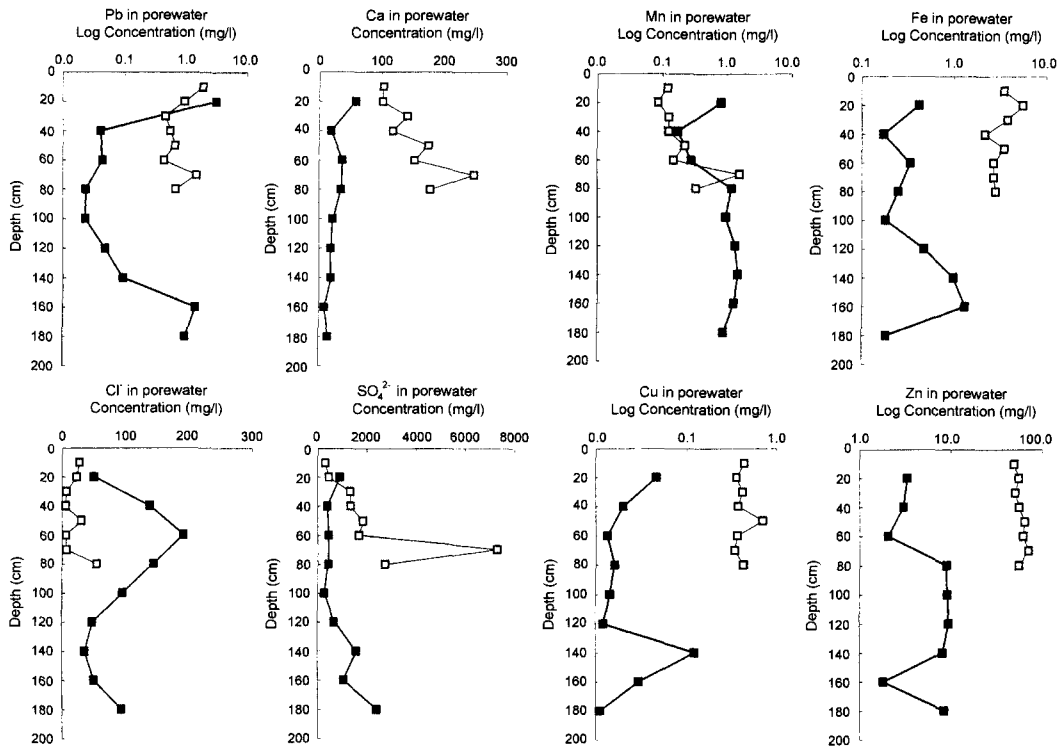 Pb in porewater
Log Concentration (mg/l)
0.0 0.1 1.0 10.0
Depth (cm)
0
20
40
60
80
100
120
140
160
180
200
Ca in porewater
Concentration (mg/l)
0 100 200 300
Depth (cm)
0
20
40
60
80
100
120
140
160
180
200
Mn in porewater
Log Concentration (mg/l)
0.0 0.1 1.0 10.0
Depth (cm)
0
20
40
60
80
100
120
140
160
180
200
Fe in porewater
Log Concentration (mg/l)
0.1 1.0 10.0
Depth (cm)
0
20
40
60
80
100
120
140
160
180
200
Cl⁻ in porewater
Concentration (mg/l)
0 100 200 300
Depth (cm)
0
20
40
60
80
100
120
140
160
180
200
SO₄²⁻ in porewater
Concentration (mg/l)
0 2000 4000 6000 8000
Depth (cm)
0
20
40
60
80
100
120
140
160
180
200
Cu in porewater
Log Concentration (mg/l)
0.0 0.1 1.0
Depth (cm)
0
20
40
60
80
100
120
140
160
180
200
Zn in porewater
Log Concentration (mg/l)
1.0 10.0 100.0
Depth (cm)
0
20
40
60
80
100
120
140
160
180
200